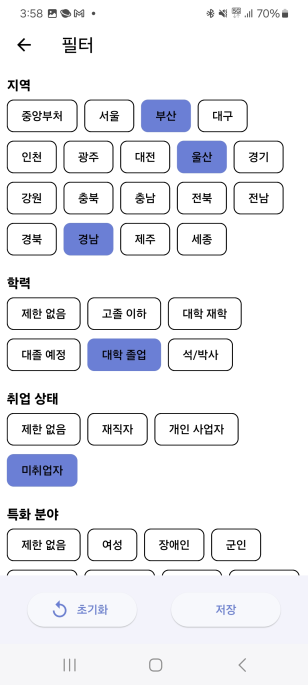 3:58 70%
필터
지역
중앙부처 서울 부산 대구
인천 광주 대전 울산 경기
강원 충북 충남 전북 전남
경북 경남 제주 세종
학력
제한 없음 고졸 이하 대학 재학
대졸 예정 대학 졸업 석/박사
취업 상태
제한 없음 재직자 개인 사업자
미취업자
특화 분야
제한 없음 여성 장애인 군인
초기화 저장